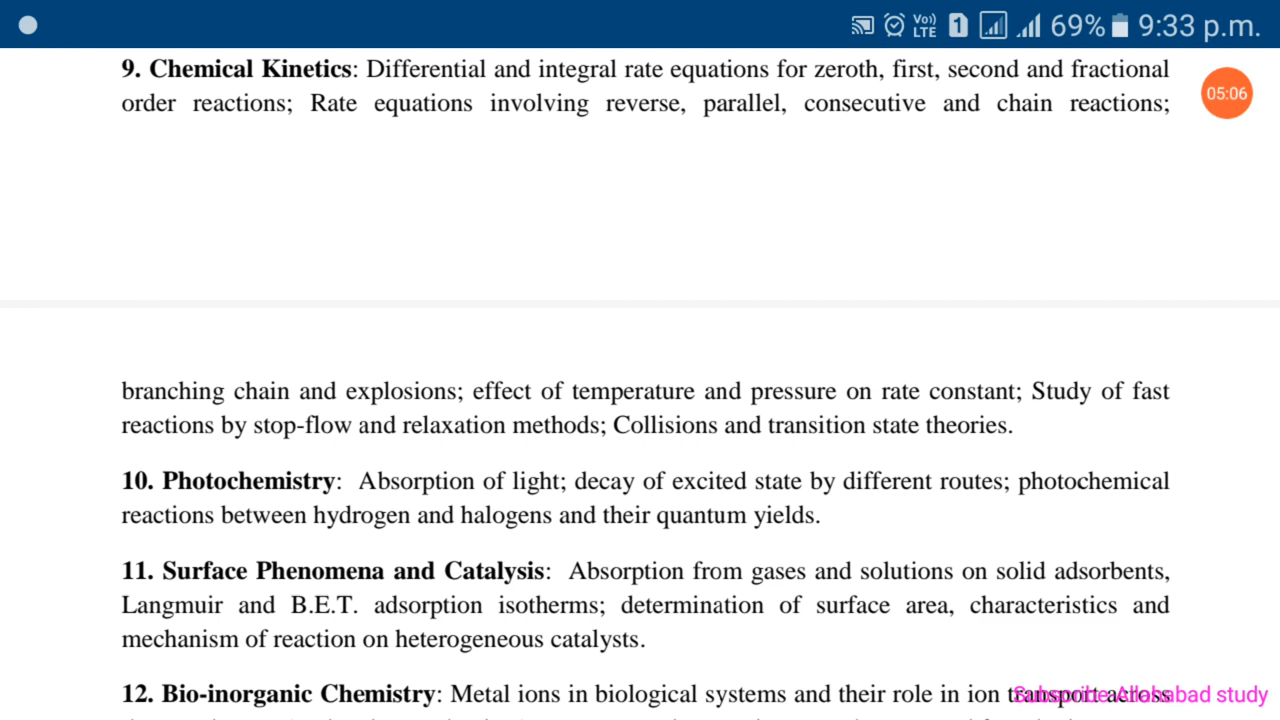 Vo)) LTE 1 69% 9:33 p.m.
9. Chemical Kinetics: Differential and integral rate equations for zeroth, first, second and fractional
05:06
order reactions; Rate equations involving reverse, parallel, consecutive and chain reactions;
branching chain and explosions; effect of temperature and pressure on rate constant; Study of fast
reactions by stop-flow and relaxation methods; Collisions and transition state theories.
10. Photochemistry: Absorption of light; decay of excited state by different routes; photochemical
reactions between hydrogen and halogens and their quantum yields.
11. Surface Phenomena and Catalysis: Absorption from gases and solutions on solid adsorbents,
Langmuir and B.E.T. adsorption isotherms; determination of surface area, characteristics and
mechanism of reaction on heterogeneous catalysts.
12. Bio-inorganic Chemistry: Metal ions in biological systems and their role in ion transport across
Subscribe Allahabad study